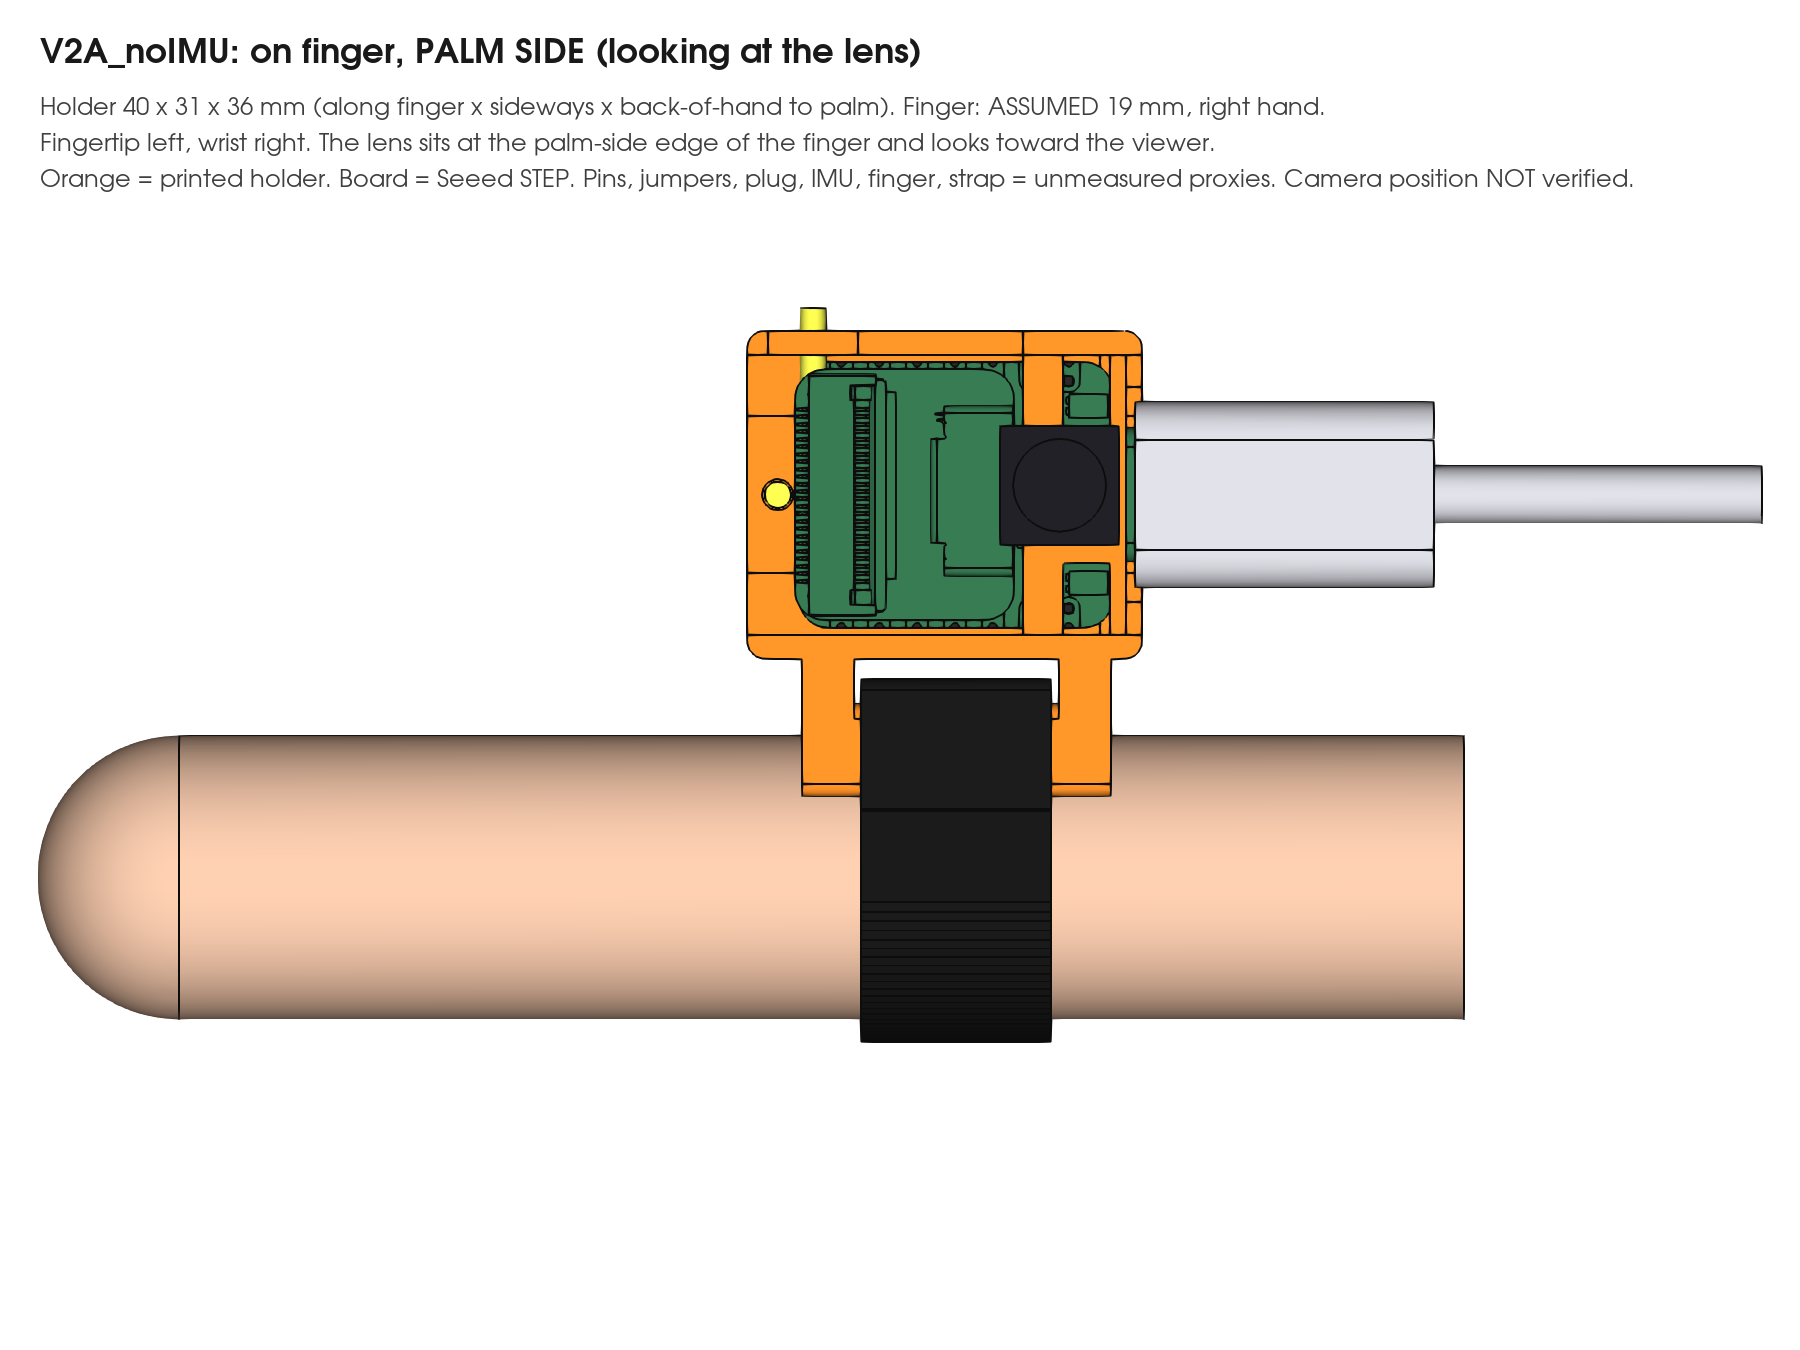 V2A_noIMU: on finger, PALM SIDE (looking at the lens)
Holder 40 x 31 x 36 mm (along finger x sideways x back-of-hand to palm). Finger: ASSUMED 19 mm, right hand.
Fingertip left, wrist right. The lens sits at the palm-side edge of the finger and looks toward the viewer.
Orange = printed holder. Board = Seeed STEP. Pins, jumpers, plug, IMU, finger, strap = unmeasured proxies. Camera position NOT verified.